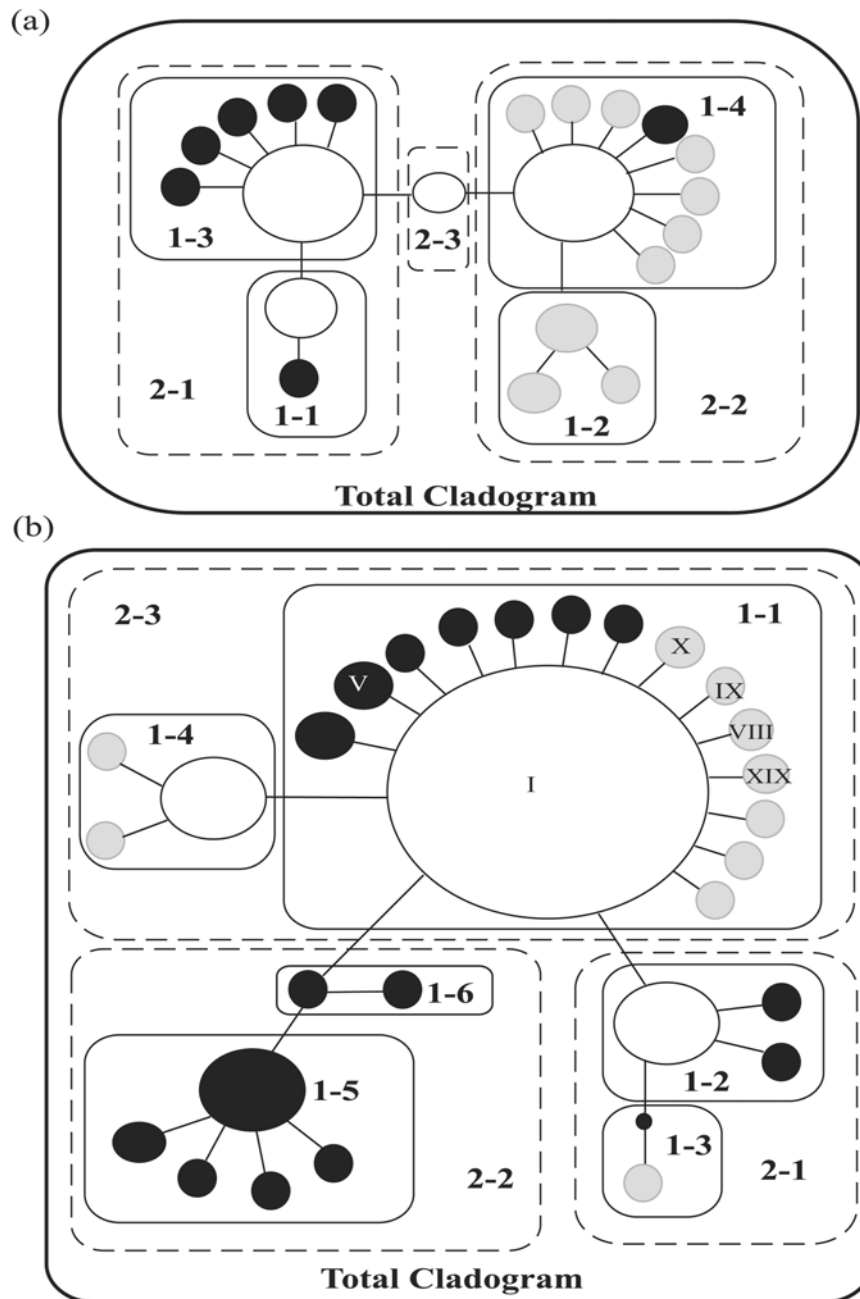 (a)
1-4
1-3
2-3
2-1
1-1
1-2
2-2
Total Cladogram
(b)
2-3
1-1
X
V
IX
1-4
VIII
XIX
I
1-6
1-5
1-2
1-3
2-2
2-1
Total Cladogram